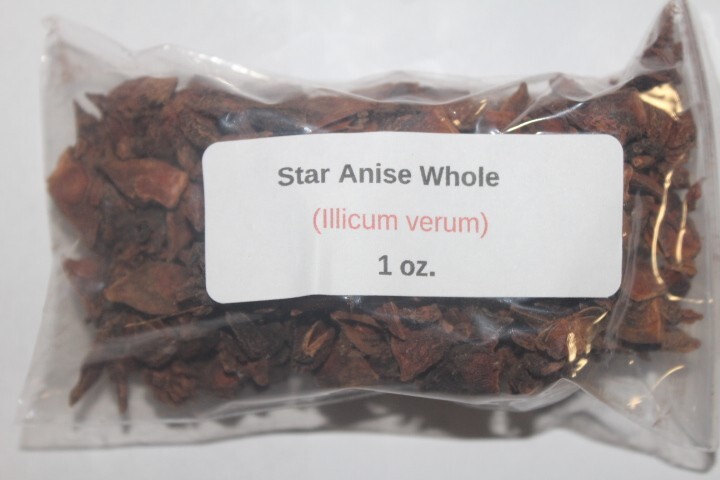 Star Anise Whole
(Illicum verum)
1 oz.